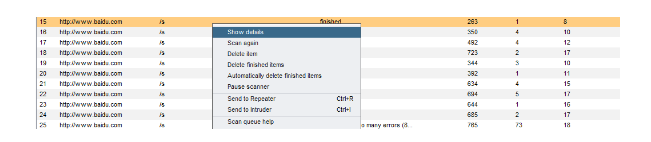 15 http://www.baidu.com /s finished 263 1 8
16 http://www.baidu.com /s 350 4 10
Show details
17 http://www.baidu.com /s 492 4 12
Scan again
18 http://www.baidu.com /s 723 2 17
Delete item
19 http://www.baidu.com /s 344 3 10
Delete finished items
20 http://www.baidu.com /s 392 1 11
Automatically delete finished items
21 http://www.baidu.com /s 634 4 15
Pause scanner
22 http://www.baidu.com /s 694 5 17
Send to Repeater Ctrl+R
23 http://www.baidu.com /s 644 1 16
Send to Intruder Ctrl+I
24 http://www.baidu.com /s 685 2 17
Scan queue help
25 http://www.baidu.com /s o many errors (8... 765 73 18